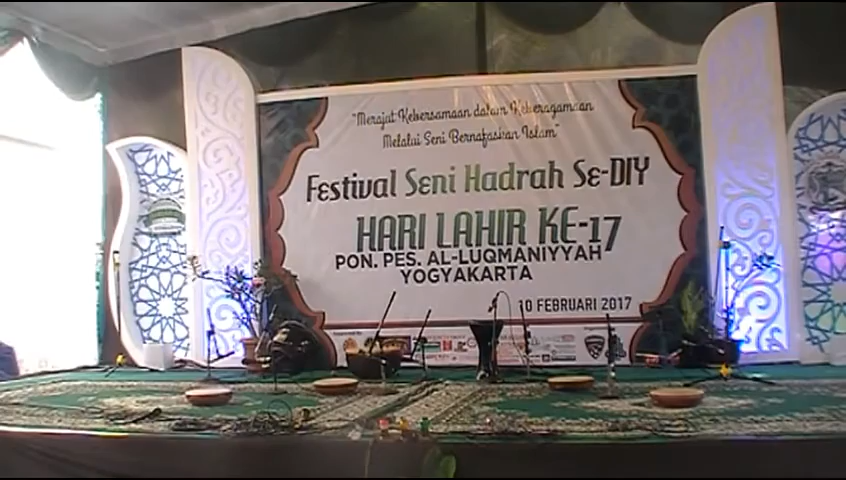 "Merajut Kebersamaan dalam Keberagamaan
Melalui Seni Bernafaskan Islam"
Festival Seni Hadrah Se-DIY
HARI LAHIR KE-17
PON. PES. AL-LUQMANIYYAH
YOGYAKARTA
10 FEBRUARI 2017